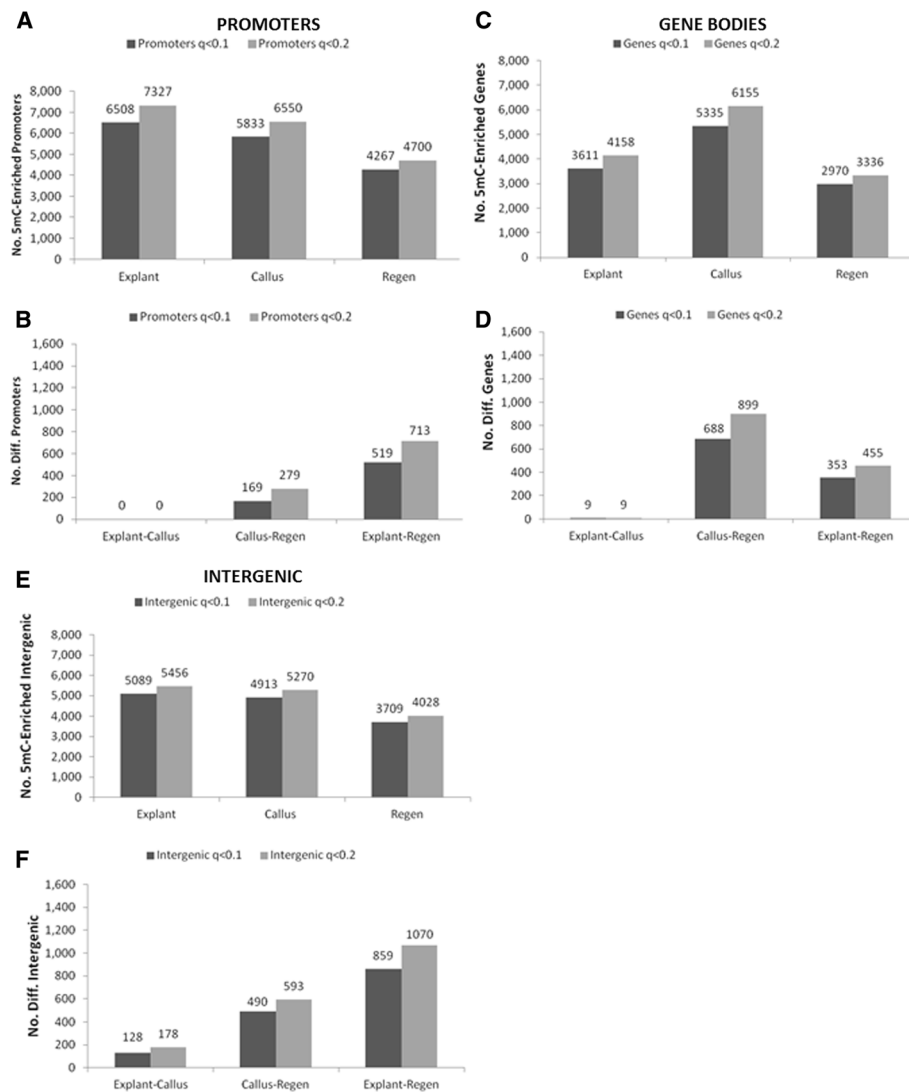 A
PROMOTERS
Promoters q<0.1 Promoters q<0.2
No. 5mC-Enriched Promoters
8,000
7,000
6,000
5,000
4,000
3,000
2,000
1,000
0
6508 7327
5833 6550
4267 4700
Explant Callus Regen
B
Promoters q<0.1 Promoters q<0.2
No. Diff. Promoters
1,600
1,400
1,200
1,000
800
600
400
200
0
0 0
169 279
519 713
Explant-Callus Callus-Regen Explant-Regen
C
GENE BODIES
Genes q<0.1 Genes q<0.2
No. 5mC-Enriched Genes
8,000
7,000
6,000
5,000
4,000
3,000
2,000
1,000
0
3611 4158
5335 6155
2970 3336
Explant Callus Regen
D
Genes q<0.1 Genes q<0.2
No. Diff. Genes
1,600
1,400
1,200
1,000
800
600
400
200
0
9 9
688 899
353 455
Explant-Callus Callus-Regen Explant-Regen
E
INTERGENIC
Intergenic q<0.1 Intergenic q<0.2
No. 5mC-Enriched Intergenic
8,000
7,000
6,000
5,000
4,000
3,000
2,000
1,000
0
5089 5456
4913 5270
3709 4028
Explant Callus Regen
F
Intergenic q<0.1 Intergenic q<0.2
No. Diff. Intergenic
1,600
1,400
1,200
1,000
800
600
400
200
0
128 178
490 593
859 1070
Explant-Callus Callus-Regen Explant-Regen